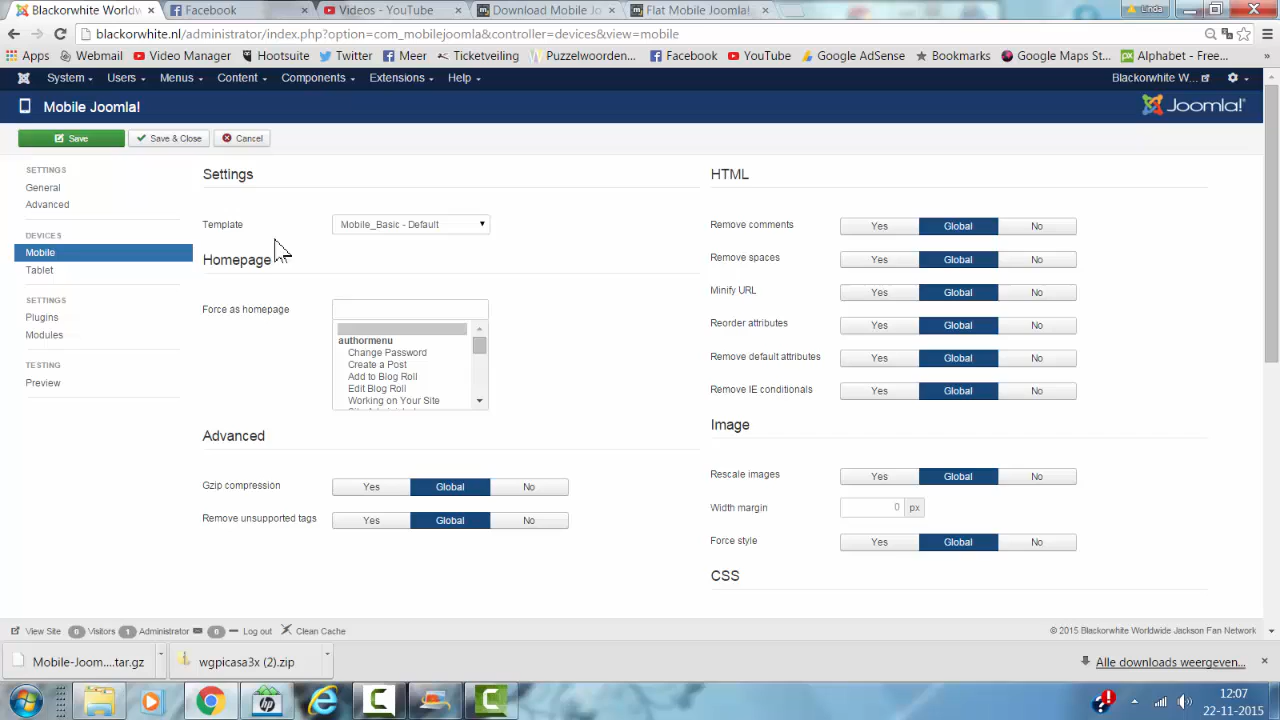 Blackorwhite Worldw
Facebook
Videos - YouTube
Download Mobile Jo
Flat Mobile Joomla!
Linda
blackorwhite.nl/administrator/index.php?option=com_mobilejoomla&controller=devices&view=mobile
Apps
Webmail
Video Manager
Hootsuite
Twitter
Meer
Ticketveiling
Puzzelwoorden...
Facebook
YouTube
Google AdSense
Bookmarks
Google Maps St...
Alphabet - Free...
»
System
Users
Menus
Content
Components
Extensions
Help
Blackorwhite W...
Mobile Joomla!
Joomla!
Save
Save & Close
Cancel
SETTINGS
General
Advanced
DEVICES
Mobile
Tablet
SETTINGS
Plugins
Modules
TESTING
Preview
Settings
Template
Mobile_Basic - Default
Homepage
Force as homepage
authormenu
Change Password
Create a Post
Add to Blog Roll
Edit Blog Roll
Working on Your Site
Advanced
Gzip compression
Yes
Global
No
Remove unsupported tags
Yes
Global
No
HTML
Remove comments
Yes
Global
No
Remove spaces
Yes
Global
No
Minify URL
Yes
Global
No
Reorder attributes
Yes
Global
No
Remove default attributes
Yes
Global
No
Remove IE conditionals
Yes
Global
No
Image
Rescale images
Yes
Global
No
Width margin
0
px
Force style
Yes
Global
No
CSS
View Site
0
Visitors
1
Administrator
0
Log out
Clean Cache
© 2015 Blackorwhite Worldwide Jackson Fan Network
Mobile-Joom....tar.gz
wgpicasa3x (2).zip
Alle downloads weergeven...
12:07
22-11-2015